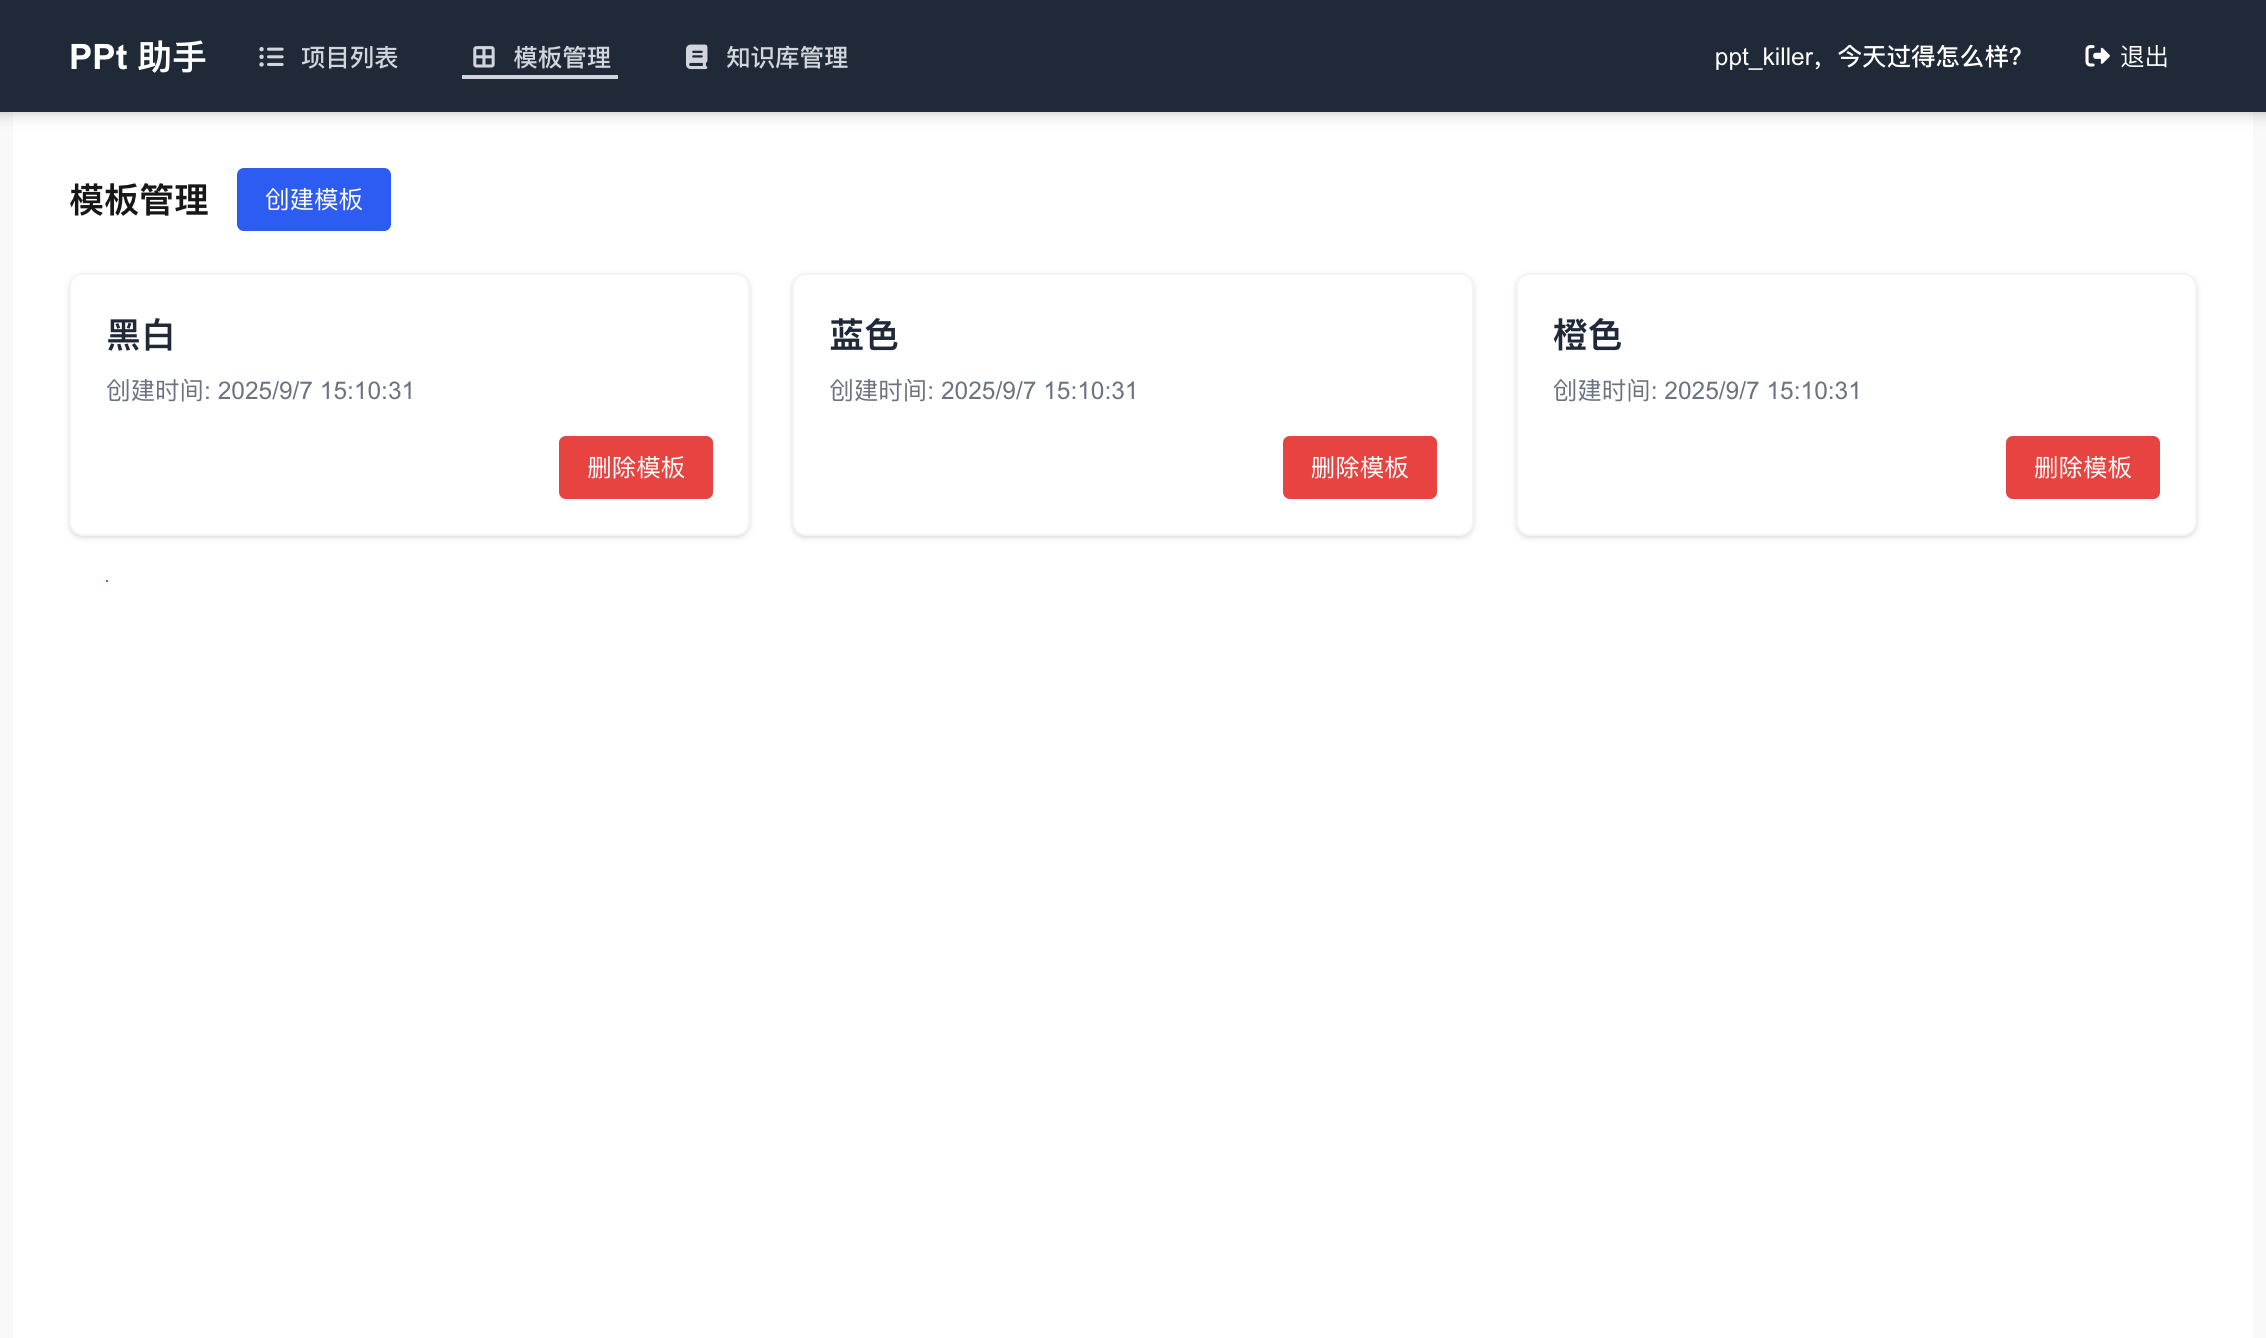 PPt 助手
项目列表
模板管理
知识库管理
ppt_killer，今天过得怎么样?
退出
模板管理
创建模板
黑白
创建时间: 2025/9/7 15:10:31
删除模板
蓝色
创建时间: 2025/9/7 15:10:31
删除模板
橙色
创建时间: 2025/9/7 15:10:31
删除模板